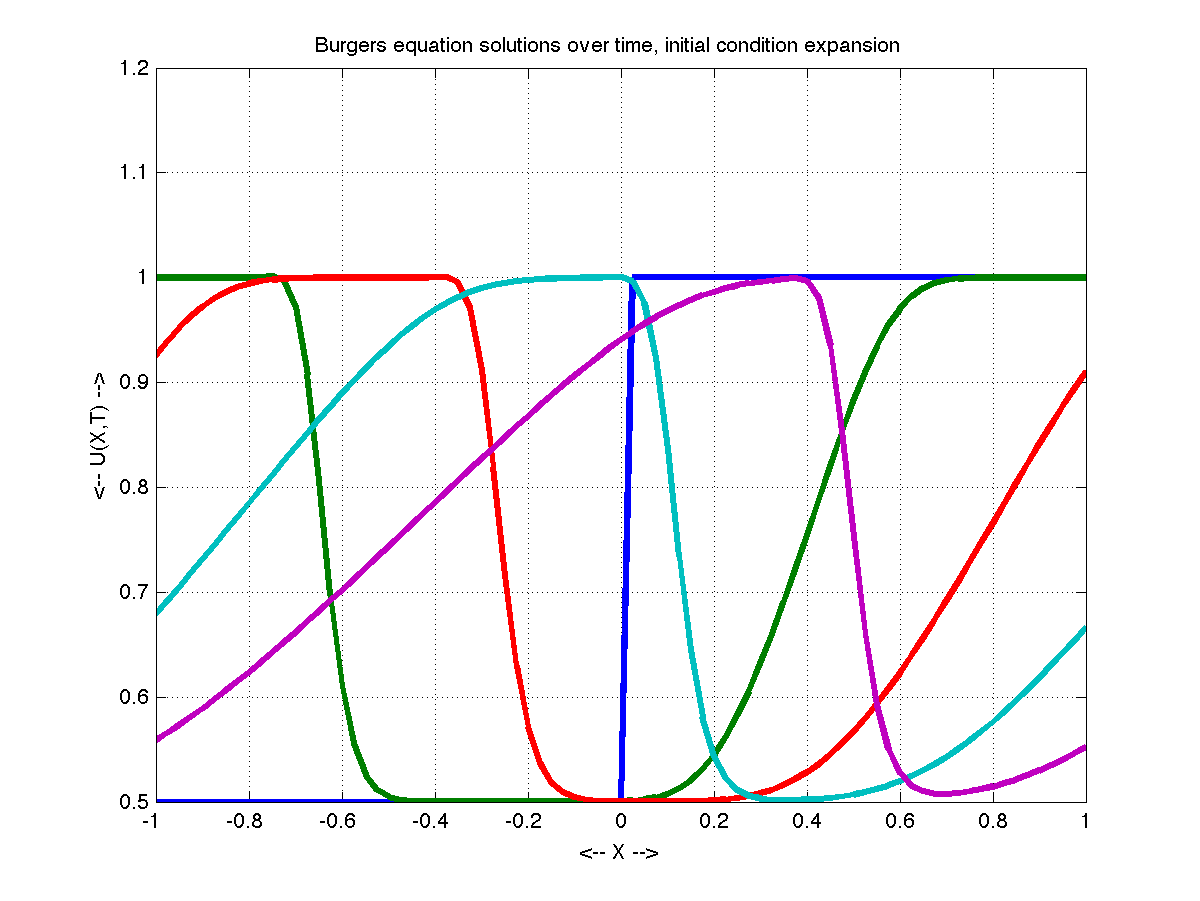 Burgers equation solutions over time, initial condition expansion
1.2
1.1
1
0.9
0.8
0.7
0.6
0.5
<-- U(X,T) -->
-1 -0.8 -0.6 -0.4 -0.2 0 0.2 0.4 0.6 0.8 1
<-- X -->